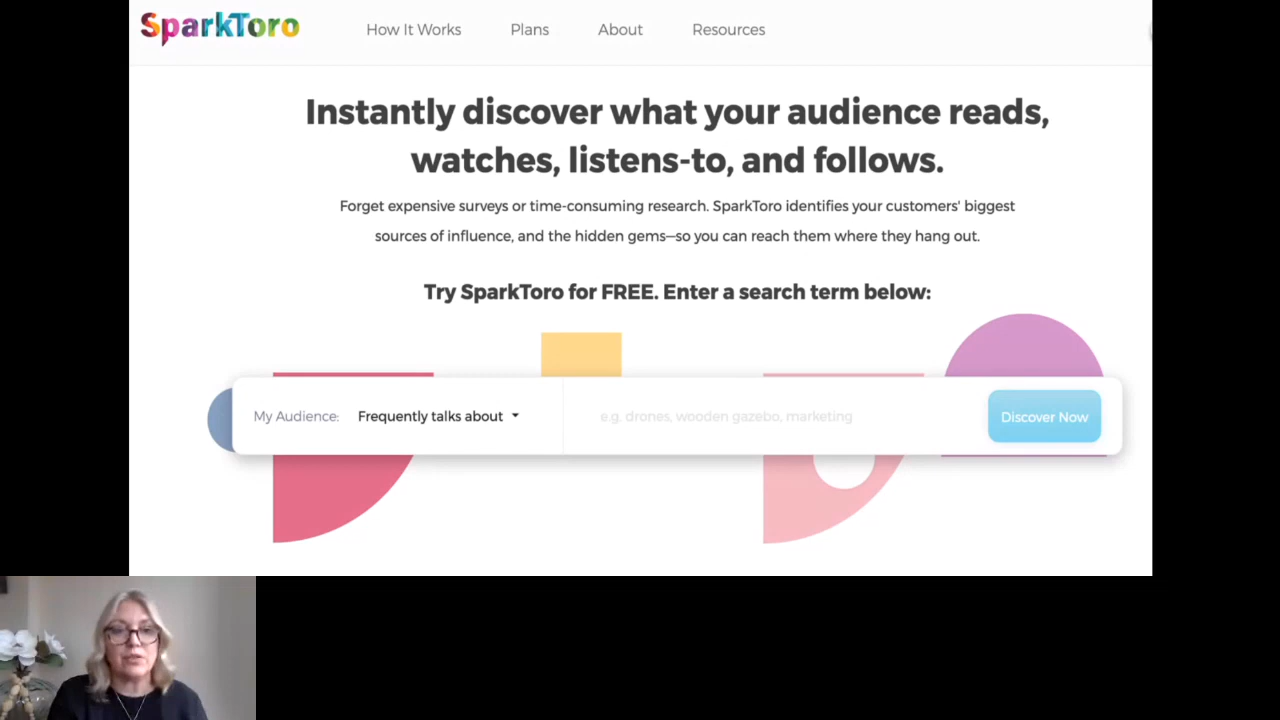 SparkToro
How It Works Plans About Resources
Instantly discover what your audience reads,
watches, listens-to, and follows.
Forget expensive surveys or time-consuming research. SparkToro identifies your customers' biggest
sources of influence, and the hidden gems—so you can reach them where they hang out.
Try SparkToro for FREE. Enter a search term below:
My Audience: Frequently talks about e.g. drones, wooden gazebo, marketing Discover Now